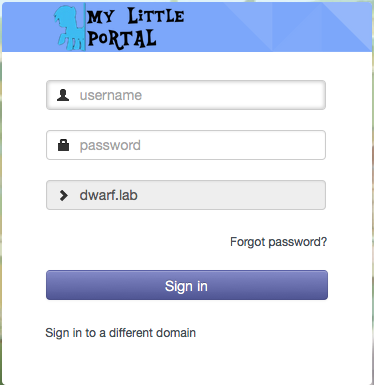 My Little
Portal
username
password
dwarf.lab
Forgot password?
Sign in
Sign in to a different domain